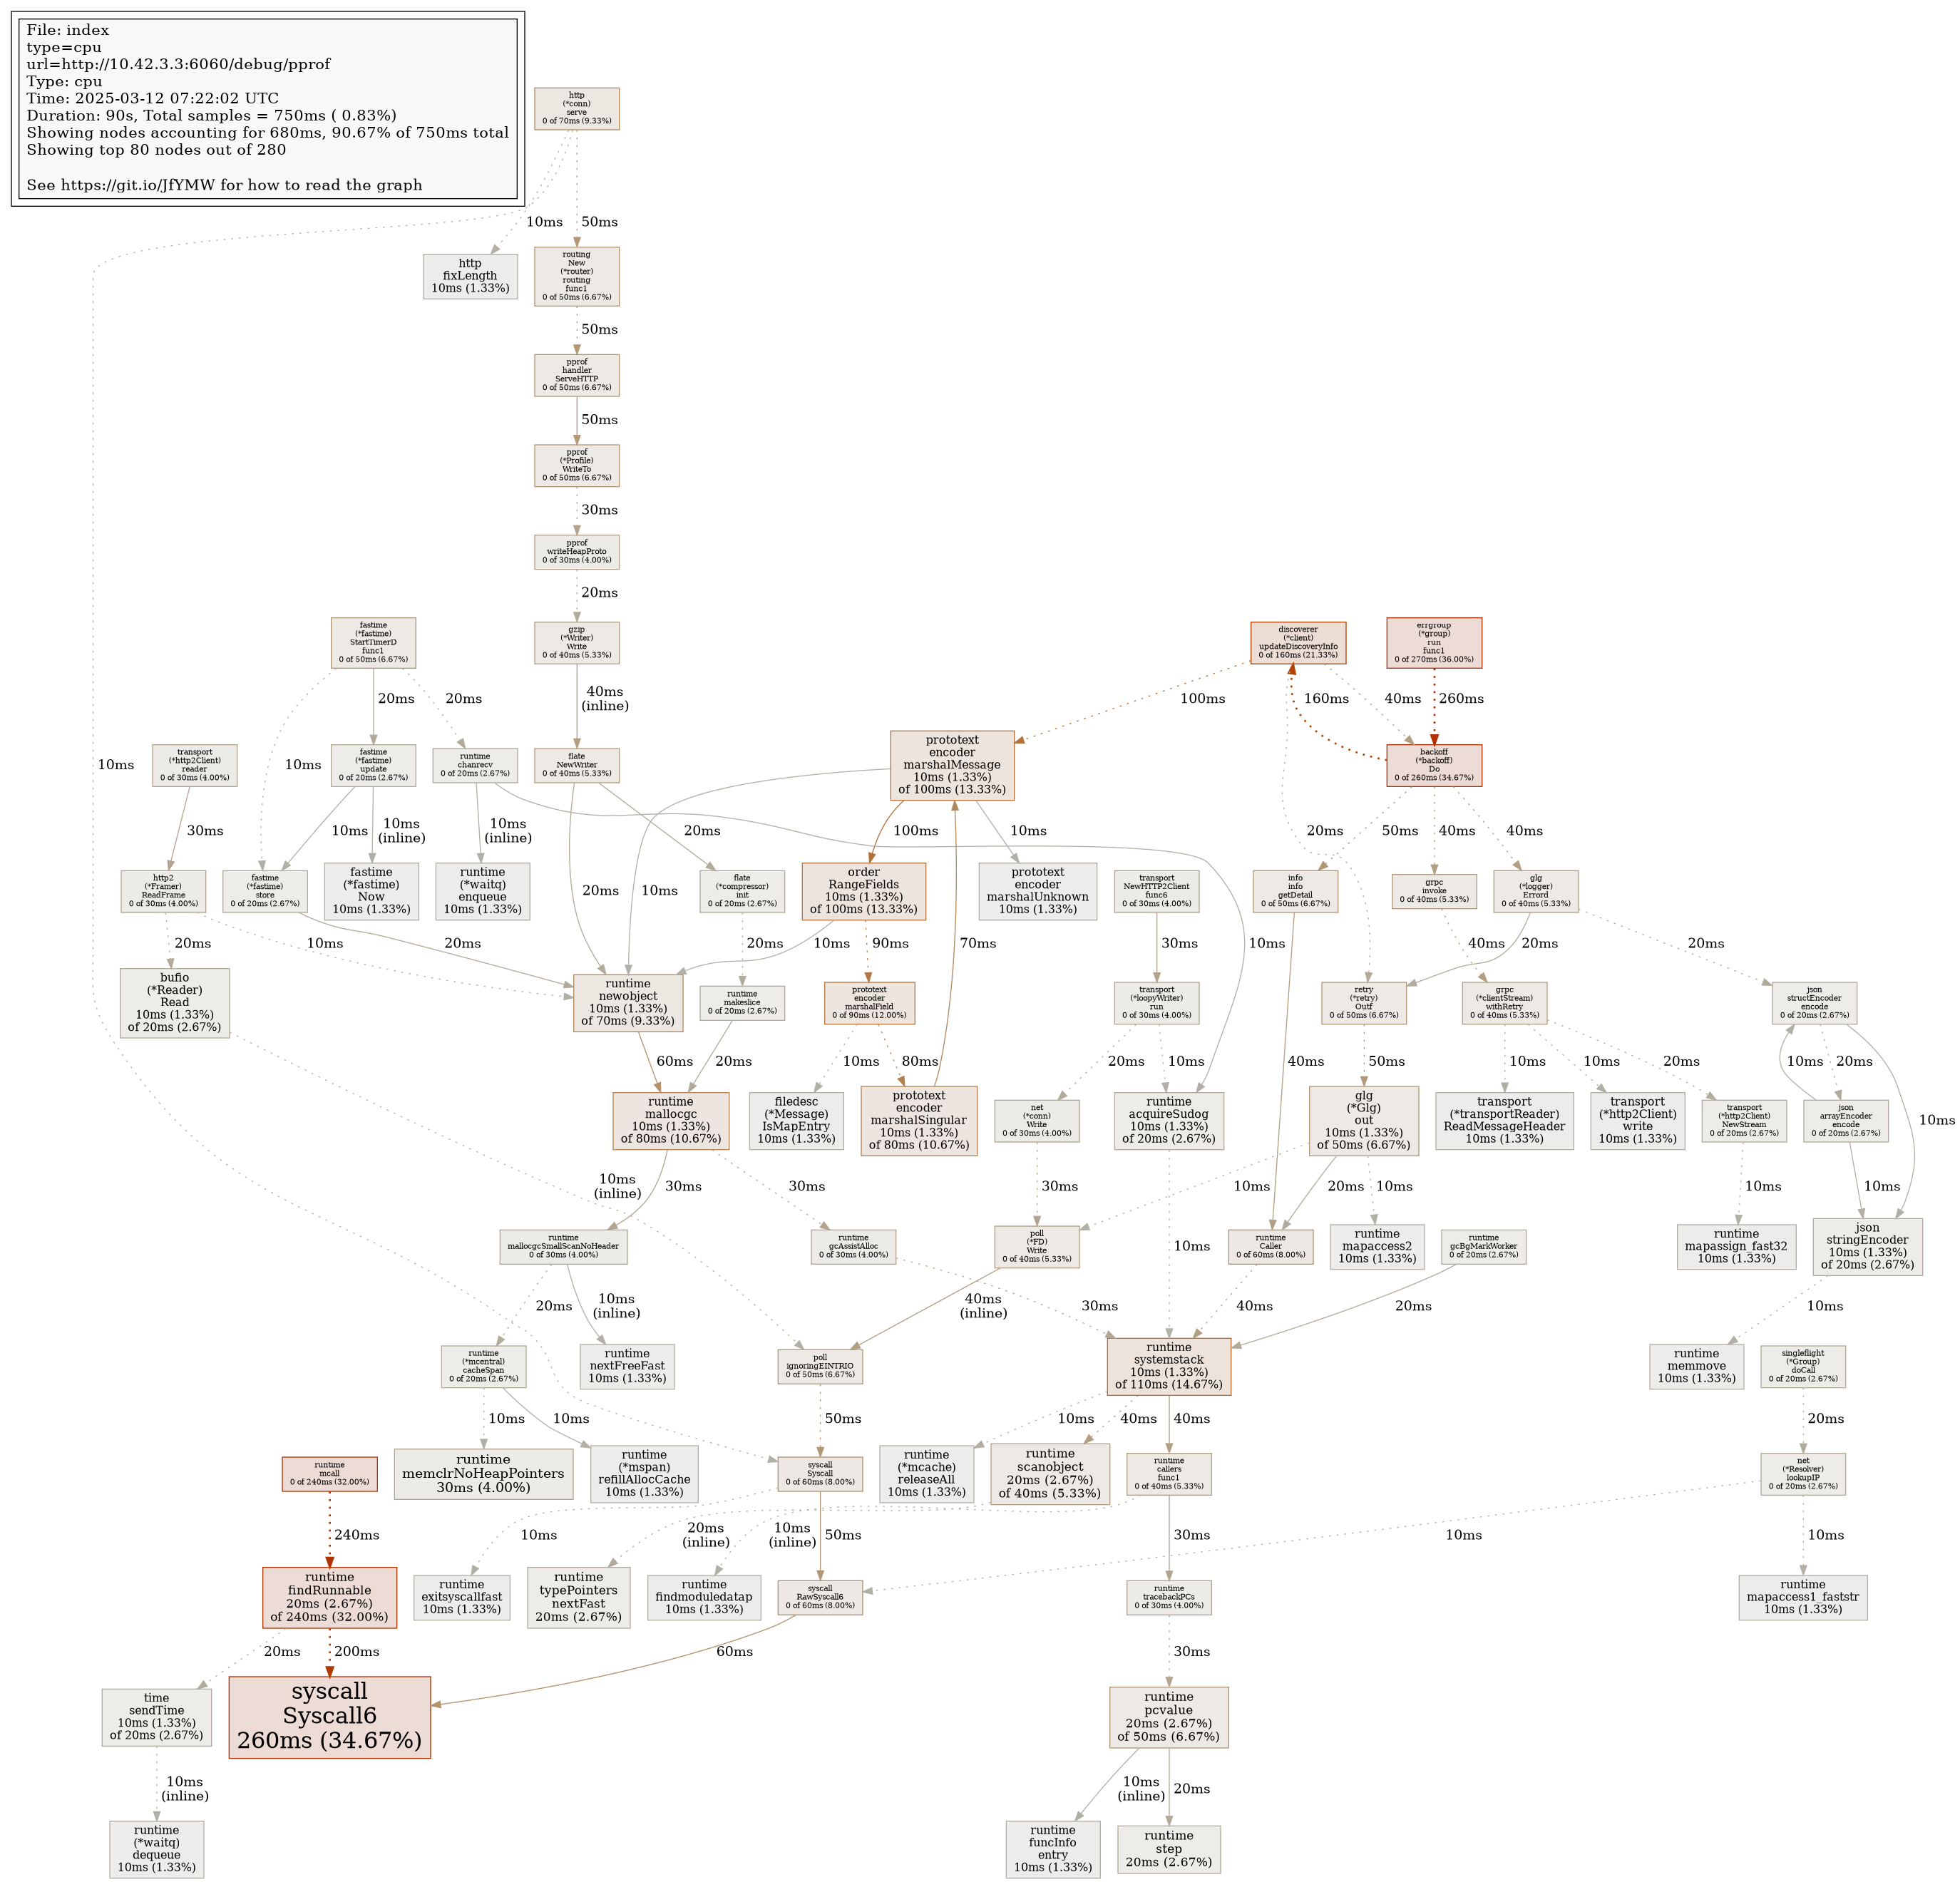 File: index
type=cpu
url=http://10.42.3.3:6060/debug/pprof
Type: cpu
Time: 2025-03-12 07:22:02 UTC
Duration: 90s, Total samples = 750ms ( 0.83%)
Showing nodes accounting for 680ms, 90.67% of 750ms total
Showing top 80 nodes out of 280
See https://git.io/JfYMW for how to read the graph
http
(*conn)
serve
0 of 70ms (9.33%)
10ms
50ms
http
fixLength
10ms (1.33%)
routing
New
(*router)
routing
func1
0 of 50ms (6.67%)
50ms
pprof
handler
ServeHTTP
0 of 50ms (6.67%)
50ms
pprof
(*Profile)
WriteTo
0 of 50ms (6.67%)
30ms
pprof
writeHeapProto
0 of 30ms (4.00%)
20ms
fastime
(*fastime)
StartTimerD
func1
0 of 50ms (6.67%)
gzip
(*Writer)
Write
0 of 40ms (5.33%)
discoverer
(*client)
updateDiscoveryInfo
0 of 160ms (21.33%)
errgroup
(*group)
run
func1
0 of 270ms (36.00%)
20ms
20ms
40ms
(inline)
100ms
160ms
40ms
260ms
10ms
10ms
transport
(*http2Client)
reader
0 of 30ms (4.00%)
fastime
(*fastime)
update
0 of 20ms (2.67%)
runtime
chanrecv
0 of 20ms (2.67%)
flate
NewWriter
0 of 40ms (5.33%)
prototext
encoder
marshalMessage
10ms (1.33%)
of 100ms (13.33%)
backoff
(*backoff)
Do
0 of 260ms (34.67%)
30ms
10ms
10ms
(inline)
10ms
(inline)
20ms
100ms
10ms
20ms
50ms
40ms
40ms
http2
(*Framer)
ReadFrame
0 of 30ms (4.00%)
fastime
(*fastime)
store
0 of 20ms (2.67%)
fastime
(*fastime)
Now
10ms (1.33%)
runtime
(*waitq)
enqueue
10ms (1.33%)
20ms
10ms
flate
(*compressor)
init
0 of 20ms (2.67%)
order
RangeFields
10ms (1.33%)
of 100ms (13.33%)
prototext
encoder
marshalUnknown
10ms (1.33%)
transport
NewHTTP2Client
func6
0 of 30ms (4.00%)
info
info
getDetail
0 of 50ms (6.67%)
grpc
invoke
0 of 40ms (5.33%)
glg
(*logger)
Errord
0 of 40ms (5.33%)
20ms
10ms
20ms
20ms
10ms
90ms
70ms
30ms
10ms
40ms
20ms
20ms
bufio
(*Reader)
Read
10ms (1.33%)
of 20ms (2.67%)
runtime
newobject
10ms (1.33%)
of 70ms (9.33%)
runtime
makeslice
0 of 20ms (2.67%)
prototext
encoder
marshalField
0 of 90ms (12.00%)
transport
(*loopyWriter)
run
0 of 30ms (4.00%)
retry
(*retry)
Outf
0 of 50ms (6.67%)
grpc
(*clientStream)
withRetry
0 of 40ms (5.33%)
json
structEncoder
encode
0 of 20ms (2.67%)
60ms
20ms
10ms
80ms
20ms
10ms
40ms
50ms
10ms
10ms
20ms
10ms
20ms
10ms
runtime
mallocgc
10ms (1.33%)
of 80ms (10.67%)
filedesc
(*Message)
IsMapEntry
10ms (1.33%)
prototext
encoder
marshalSingular
10ms (1.33%)
of 80ms (10.67%)
net
(*conn)
Write
0 of 30ms (4.00%)
runtime
acquireSudog
10ms (1.33%)
of 20ms (2.67%)
glg
(*Glg)
out
10ms (1.33%)
of 50ms (6.67%)
transport
(*transportReader)
ReadMessageHeader
10ms (1.33%)
transport
(*http2Client)
write
10ms (1.33%)
transport
(*http2Client)
NewStream
0 of 20ms (2.67%)
json
arrayEncoder
encode
0 of 20ms (2.67%)
10ms
(inline)
30ms
30ms
30ms
10ms
20ms
10ms
10ms
10ms
runtime
mallocgcSmallScanNoHeader
0 of 30ms (4.00%)
runtime
gcAssistAlloc
0 of 30ms (4.00%)
poll
(*FD)
Write
0 of 40ms (5.33%)
10ms
runtime
Caller
0 of 60ms (8.00%)
runtime
mapaccess2
10ms (1.33%)
runtime
gcBgMarkWorker
0 of 20ms (2.67%)
runtime
mapassign_fast32
10ms (1.33%)
json
stringEncoder
10ms (1.33%)
of 20ms (2.67%)
20ms
10ms
(inline)
40ms
(inline)
30ms
40ms
20ms
10ms
runtime
(*mcentral)
cacheSpan
0 of 20ms (2.67%)
runtime
nextFreeFast
10ms (1.33%)
poll
ignoringEINTRIO
0 of 50ms (6.67%)
runtime
systemstack
10ms (1.33%)
of 110ms (14.67%)
runtime
memmove
10ms (1.33%)
singleflight
(*Group)
doCall
0 of 20ms (2.67%)
10ms
10ms
50ms
10ms
40ms
40ms
20ms
runtime
mcall
0 of 240ms (32.00%)
runtime
memclrNoHeapPointers
30ms (4.00%)
runtime
(*mspan)
refillAllocCache
10ms (1.33%)
syscall
Syscall
0 of 60ms (8.00%)
runtime
(*mcache)
releaseAll
10ms (1.33%)
runtime
scanobject
20ms (2.67%)
of 40ms (5.33%)
runtime
callers
func1
0 of 40ms (5.33%)
net
(*Resolver)
lookupIP
0 of 20ms (2.67%)
240ms
10ms
20ms
(inline)
10ms
(inline)
50ms
30ms
10ms
10ms
runtime
findRunnable
20ms (2.67%)
of 240ms (32.00%)
runtime
exitsyscallfast
10ms (1.33%)
runtime
typePointers
nextFast
20ms (2.67%)
runtime
findmoduledatap
10ms (1.33%)
syscall
RawSyscall6
0 of 60ms (8.00%)
runtime
tracebackPCs
0 of 30ms (4.00%)
runtime
mapaccess1_faststr
10ms (1.33%)
20ms
200ms
60ms
30ms
time
sendTime
10ms (1.33%)
of 20ms (2.67%)
syscall
Syscall6
260ms (34.67%)
runtime
pcvalue
20ms (2.67%)
of 50ms (6.67%)
10ms
(inline)
10ms
(inline)
20ms
runtime
(*waitq)
dequeue
10ms (1.33%)
runtime
funcInfo
entry
10ms (1.33%)
runtime
step
20ms (2.67%)